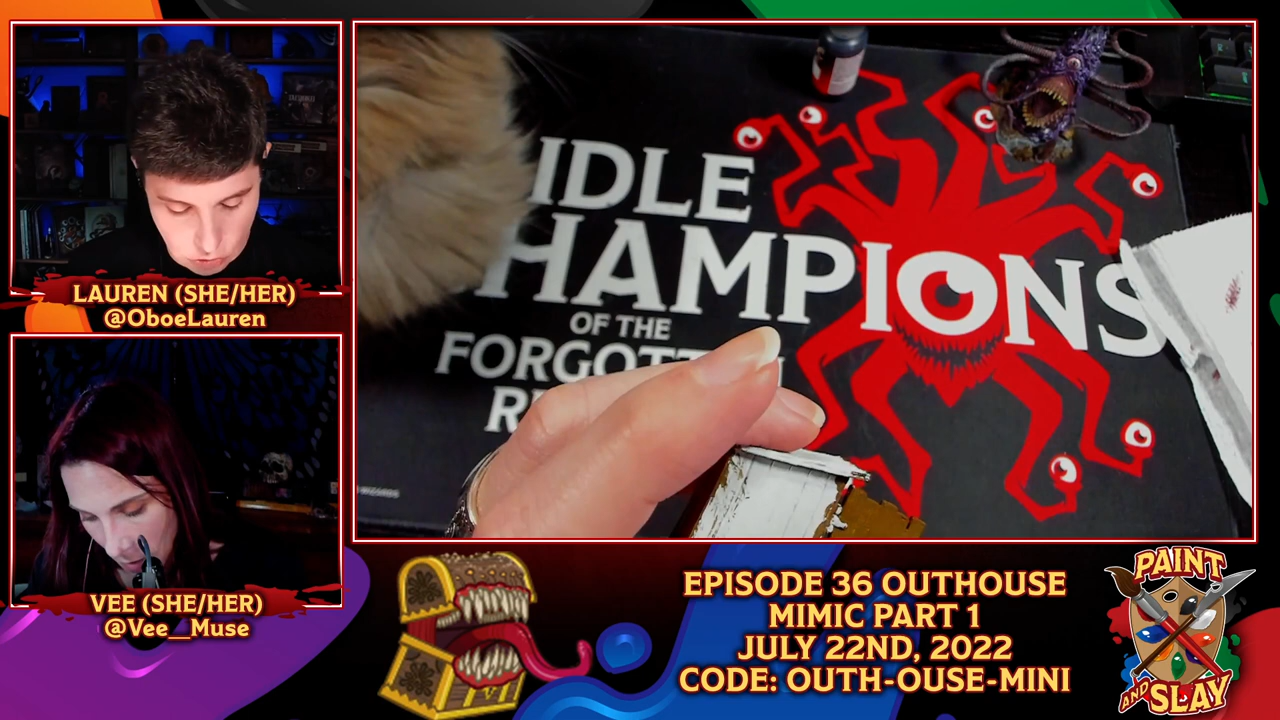 LAUREN (SHE/HER)
@OboeLauren
VEE (SHE/HER)
@Vee__Muse
IDLE
HAMPIONS
OF THE
FORGOTT
R
EPISODE 36 OUTHOUSE
MIMIC PART 1
JULY 22ND, 2022
CODE: OUTH-OUSE-MINI
PAINT
AND SLAY